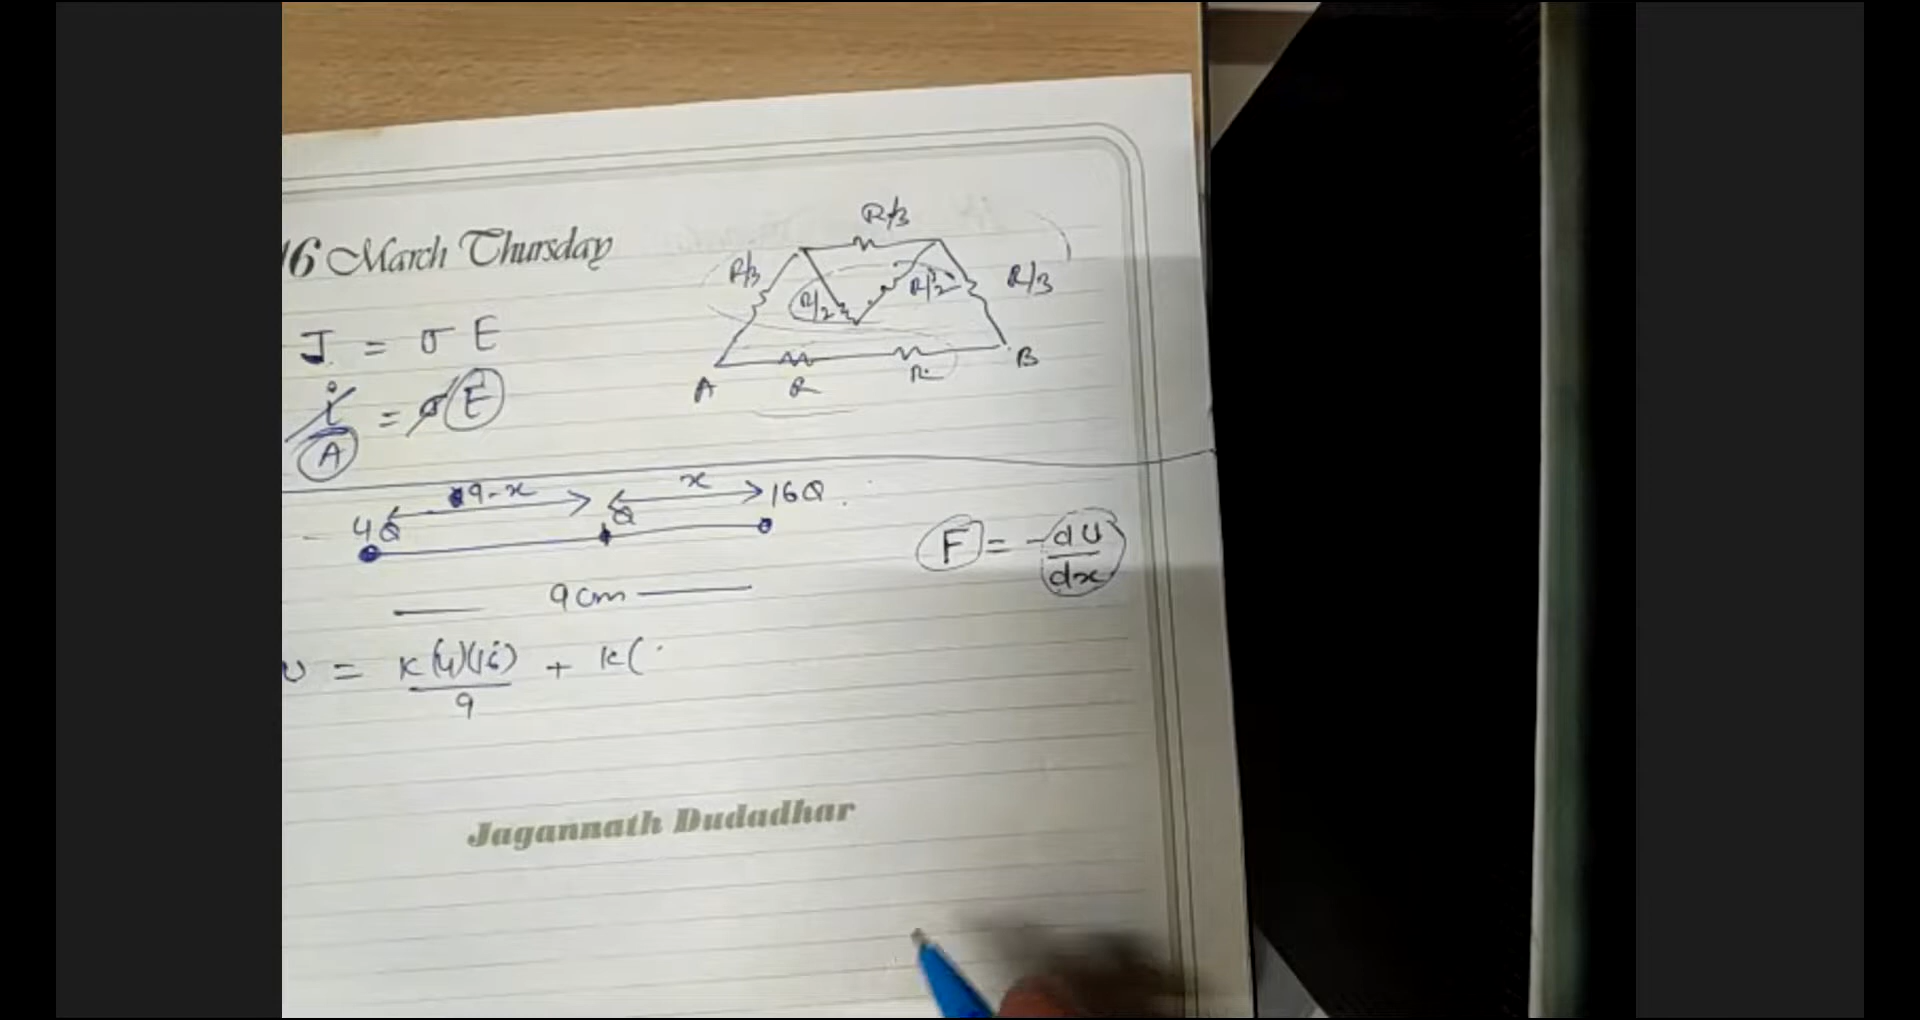 16 March Thursday
J = σ E
i/A = σ E
R/3
R/3
R/2
R/2
R/3
A
R
R
B
9-x
x
4Q
Q
16Q
9cm
F = -dU/dx
U = K(4)(16)/9 + K(
Jagannath Dudadhar